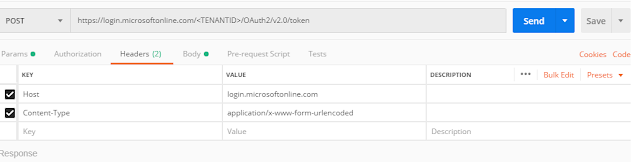 POST https://login.microsoftonline.com/<TENANTID>/OAuth2/v2.0/token Send Save
Params Authorization Headers (2) Body Pre-request Script Tests Cookies Code
KEY VALUE DESCRIPTION ••• Bulk Edit Presets
Host login.microsoftonline.com
Content-Type application/x-www-form-urlencoded
Key Value Description
Response